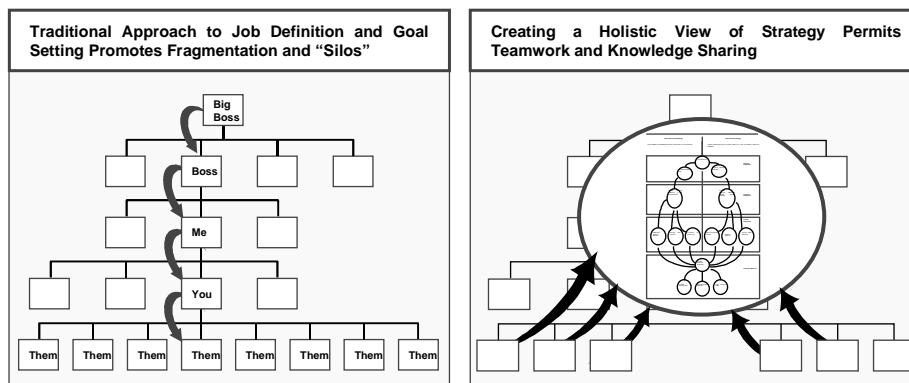 Traditional Approach to Job Definition and Goal
Setting Promotes Fragmentation and “Silos”
Big
Boss
Boss
Me
You
Them
Them
Them
Them
Them
Them
Them
Them
Creating a Holistic View of Strategy Permits
Teamwork and Knowledge Sharing